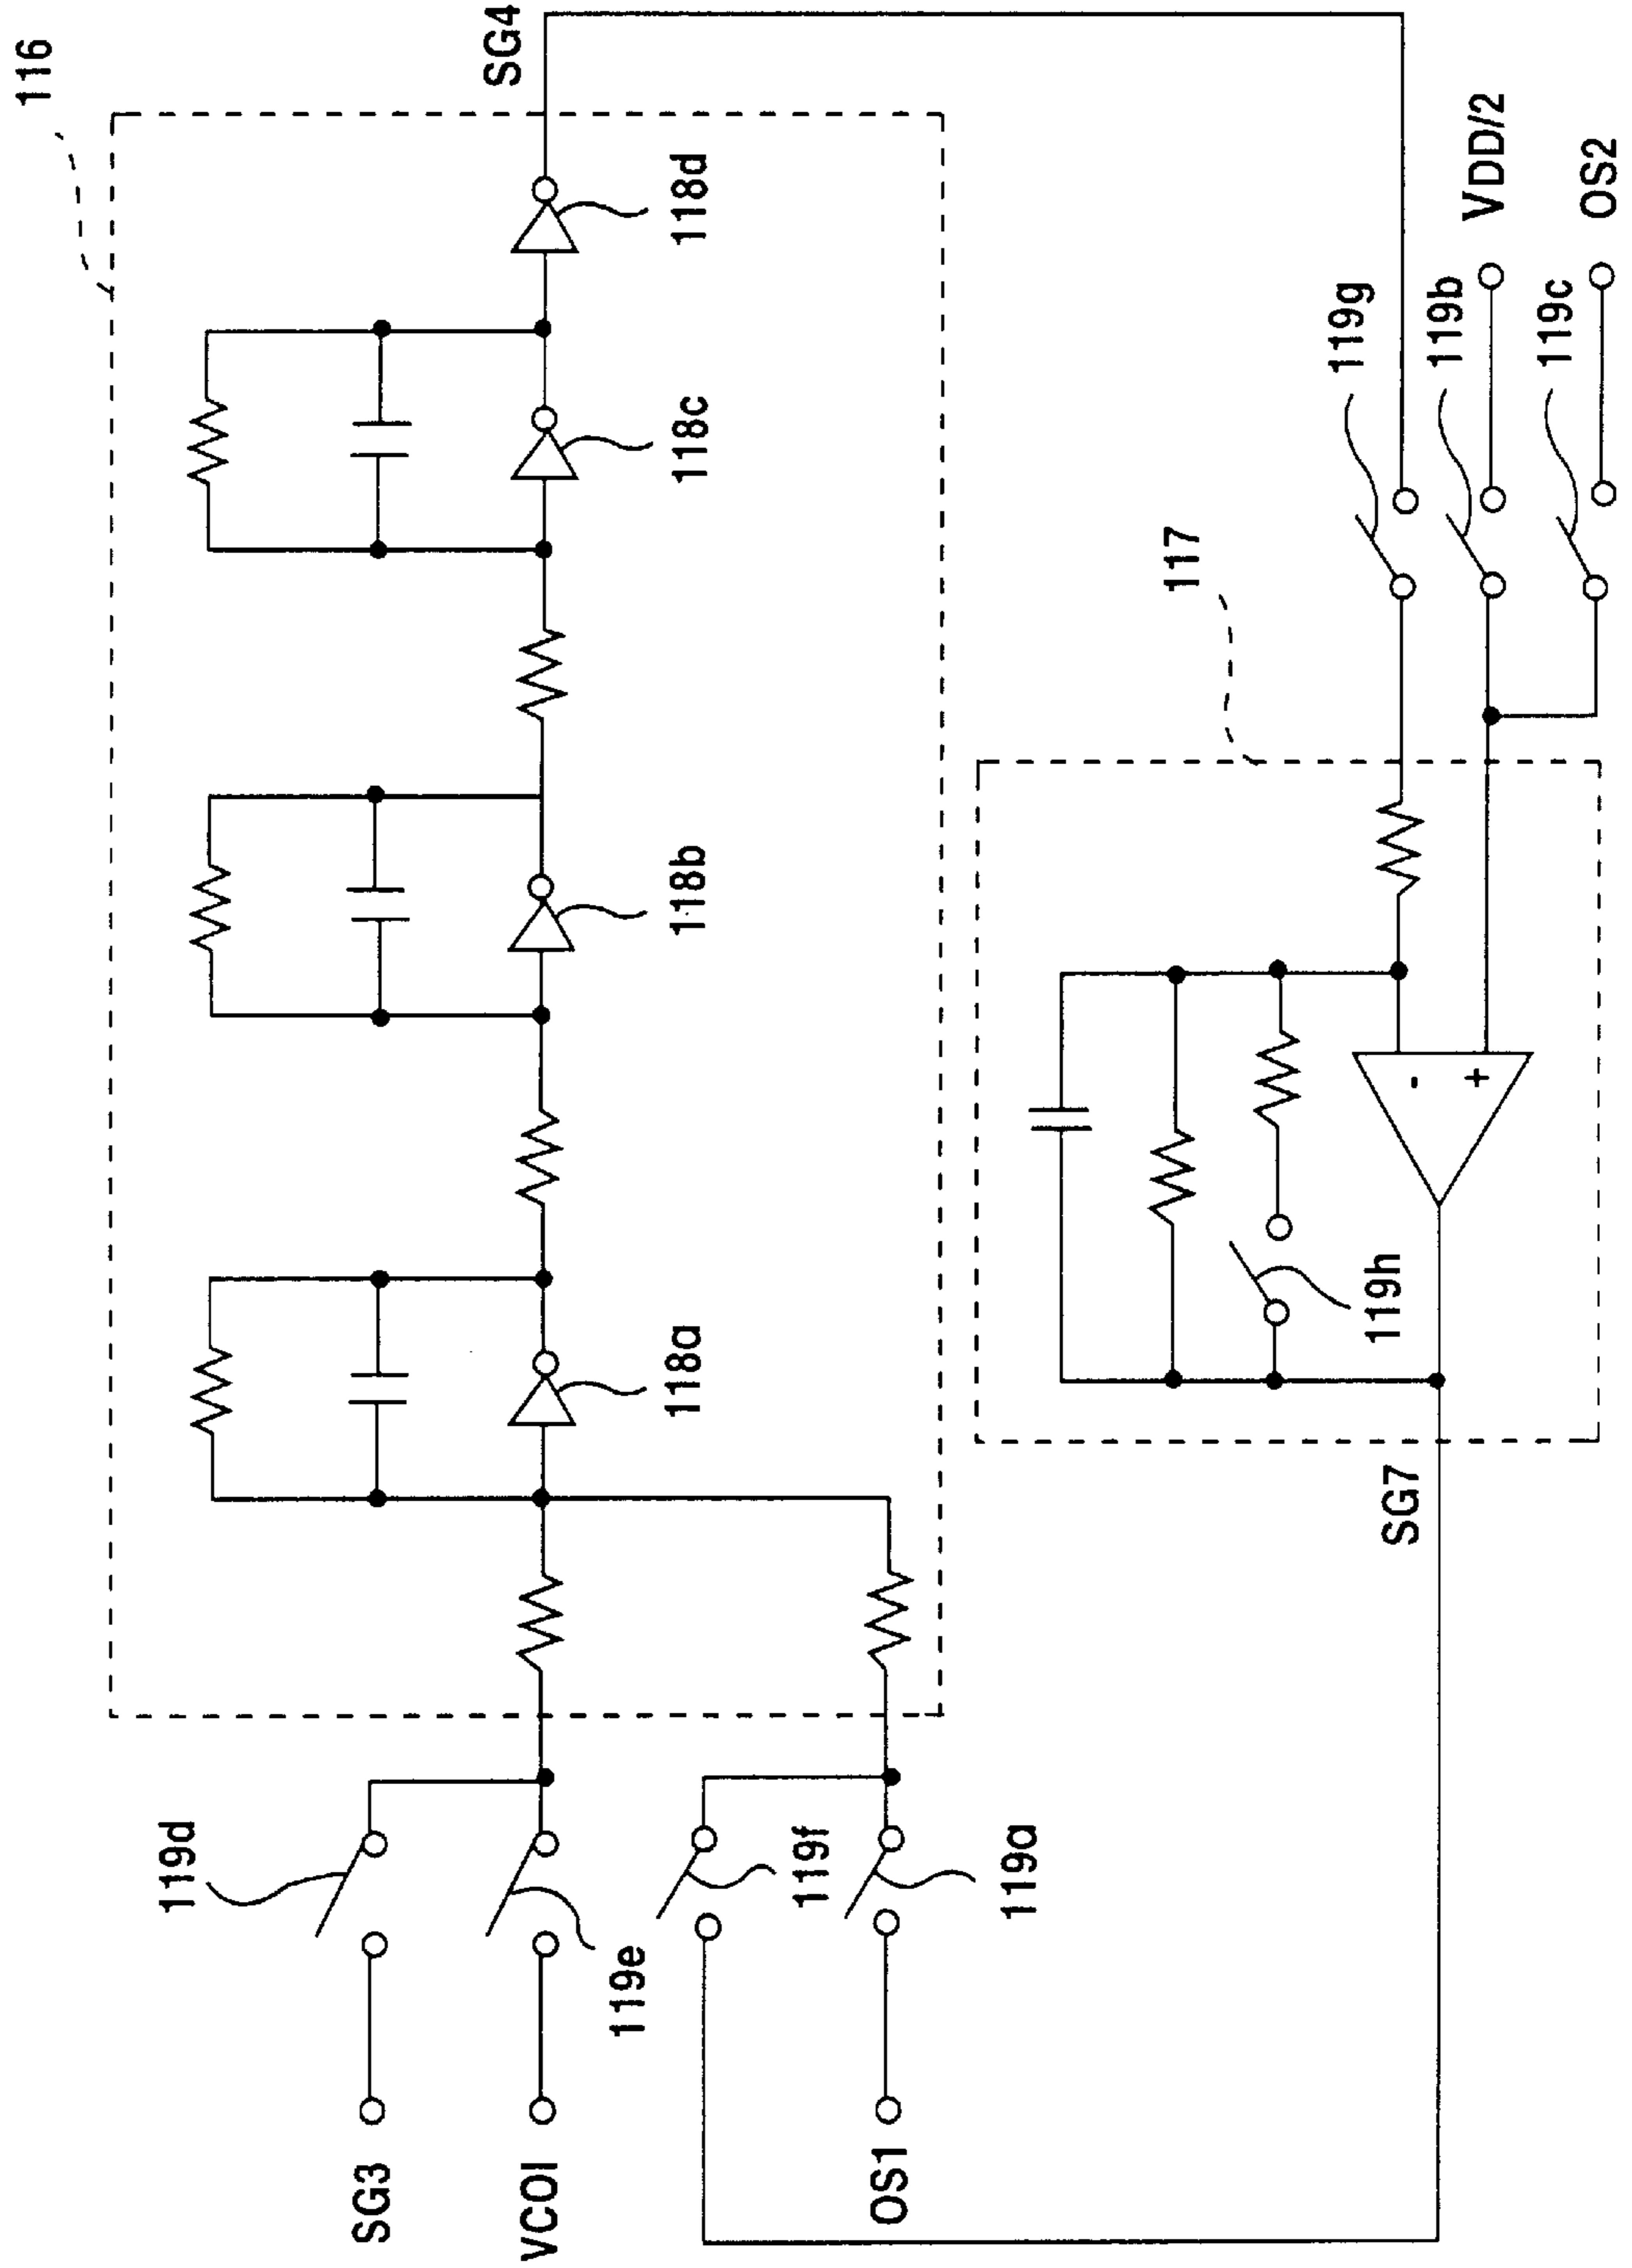 116
SG4
118d
118c
118b
118a
119g
VDD/2
119b
OS2
119c
117
-
+
119h
SG7
119d
119e
119f
119a
SG3
VCOI
OS1